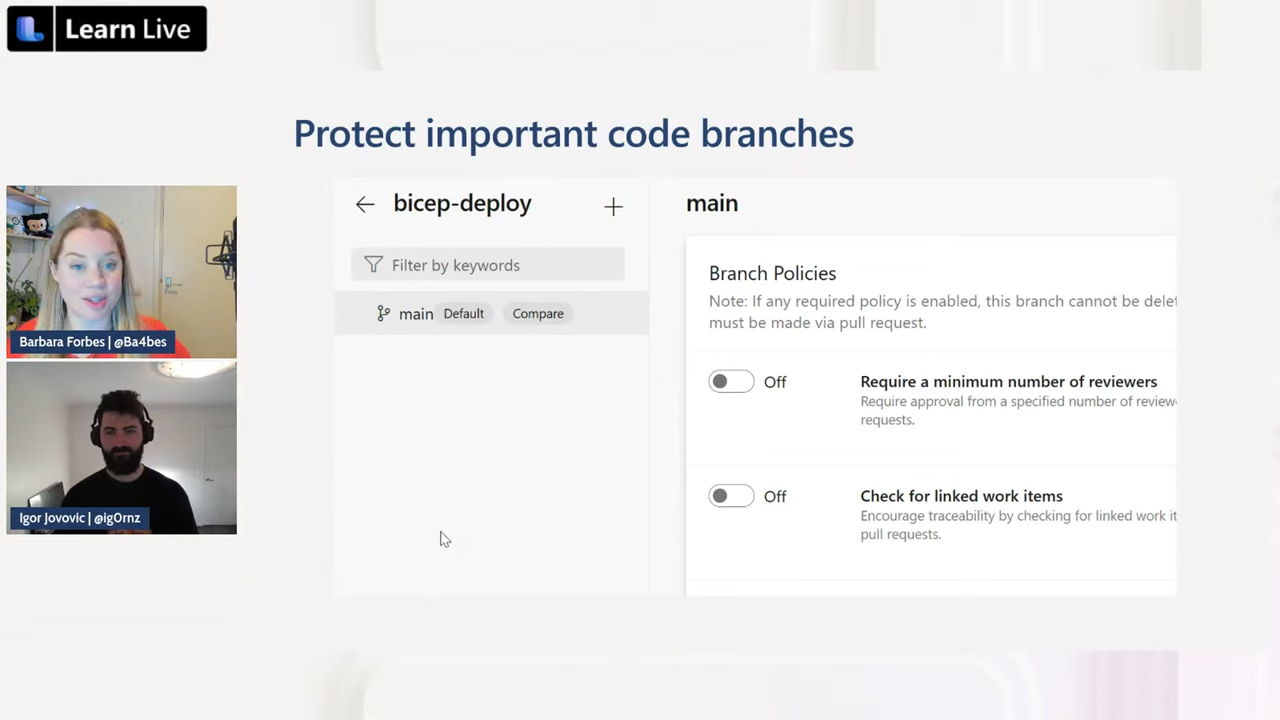 Learn Live
Protect important code branches
bicep-deploy
Filter by keywords
main Default Compare
main
Branch Policies
Note: If any required policy is enabled, this branch cannot be delet
must be made via pull request.
Off
Require a minimum number of reviewers
Require approval from a specified number of review
requests.
Off
Check for linked work items
Encourage traceability by checking for linked work it
pull requests.
Barbara Forbes | @Ba4bes
Igor Jovovic | @ig0rnz